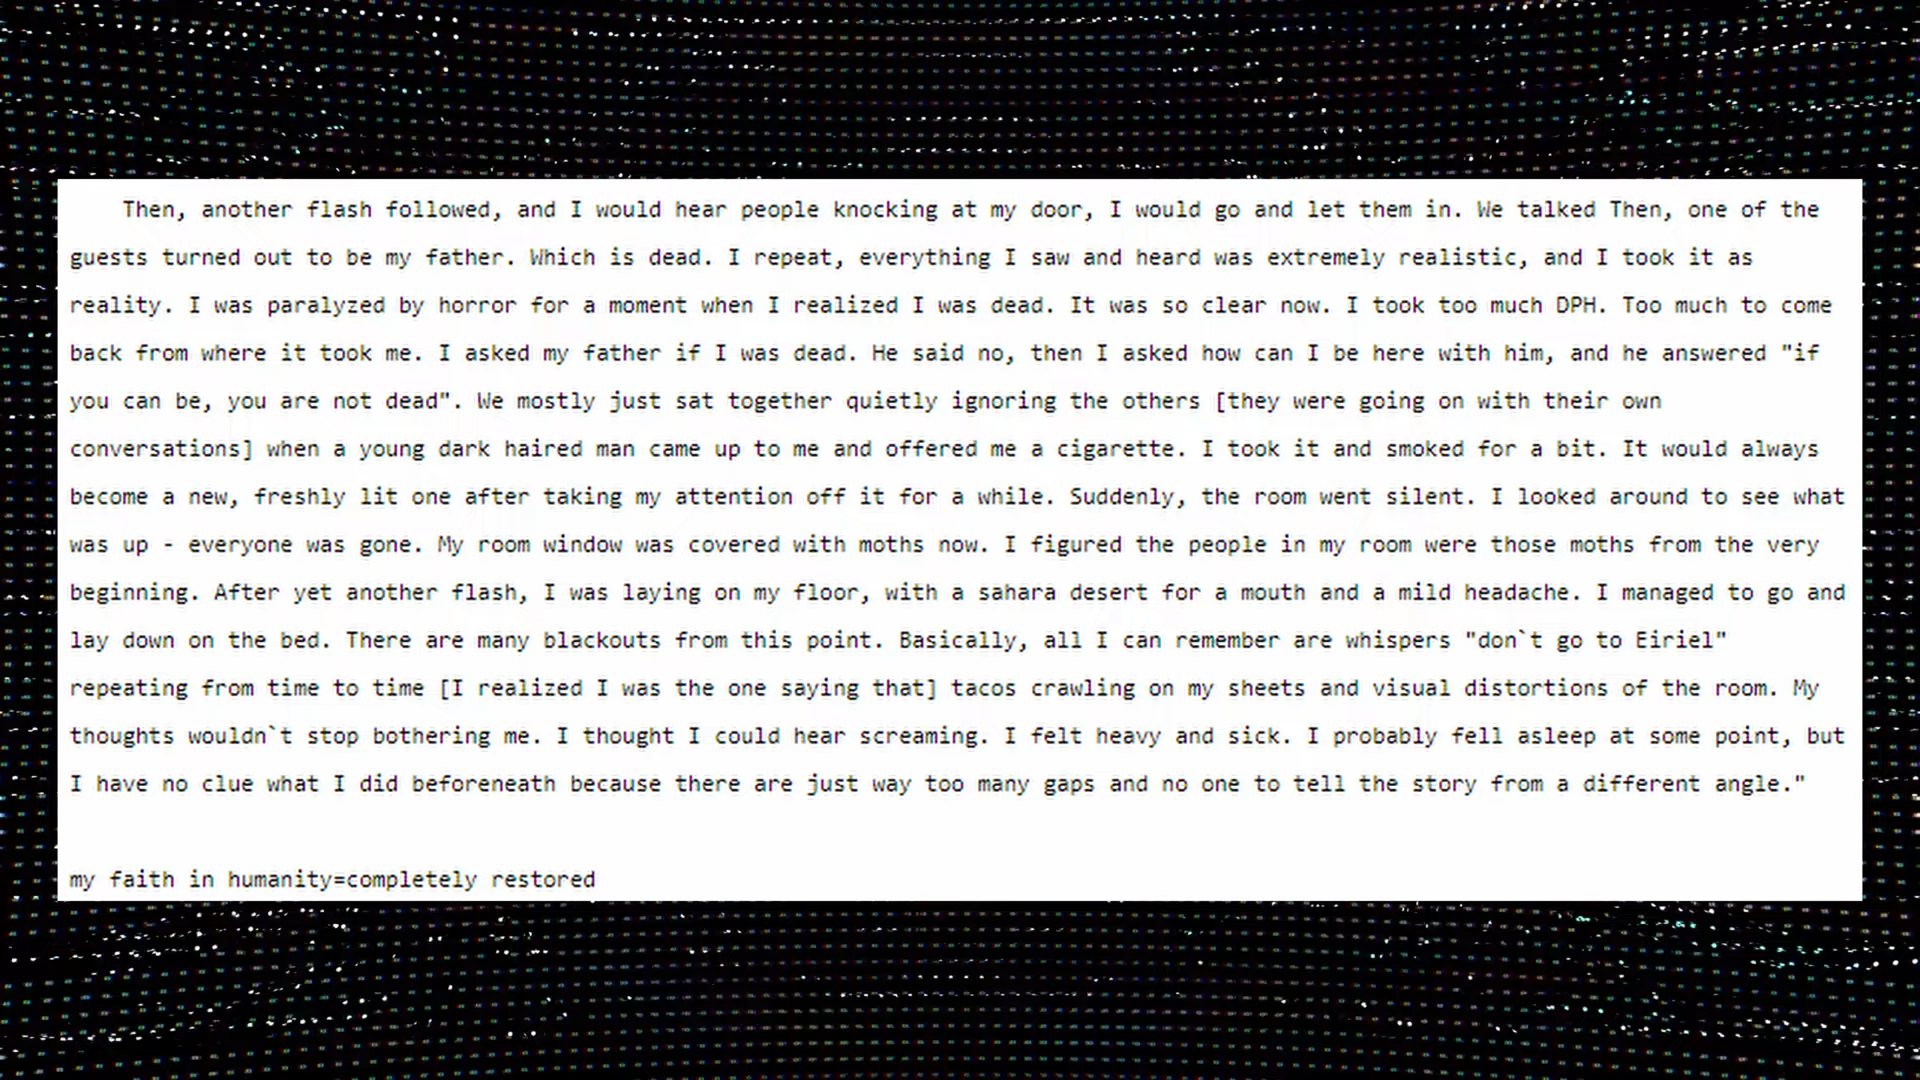 Then, another flash followed, and I would hear people knocking at my door, I would go and let them in. We talked Then, one of the
guests turned out to be my father. Which is dead. I repeat, everything I saw and heard was extremely realistic, and I took it as
reality. I was paralyzed by horror for a moment when I realized I was dead. It was so clear now. I took too much DPH. Too much to come
back from where it took me. I asked my father if I was dead. He said no, then I asked how can I be here with him, and he answered "if
you can be, you are not dead". We mostly just sat together quietly ignoring the others [they were going on with their own
conversations] when a young dark haired man came up to me and offered me a cigarette. I took it and smoked for a bit. It would always
become a new, freshly lit one after taking my attention off it for a while. Suddenly, the room went silent. I looked around to see what
was up - everyone was gone. My room window was covered with moths now. I figured the people in my room were those moths from the very
beginning. After yet another flash, I was laying on my floor, with a sahara desert for a mouth and a mild headache. I managed to go and
lay down on the bed. There are many blackouts from this point. Basically, all I can remember are whispers "don`t go to Eiriel"
repeating from time to time [I realized I was the one saying that] tacos crawling on my sheets and visual distortions of the room. My
thoughts wouldn`t stop bothering me. I thought I could hear screaming. I felt heavy and sick. I probably fell asleep at some point, but
I have no clue what I did beforeneath because there are just way too many gaps and no one to tell the story from a different angle."
my faith in humanity=completely restored